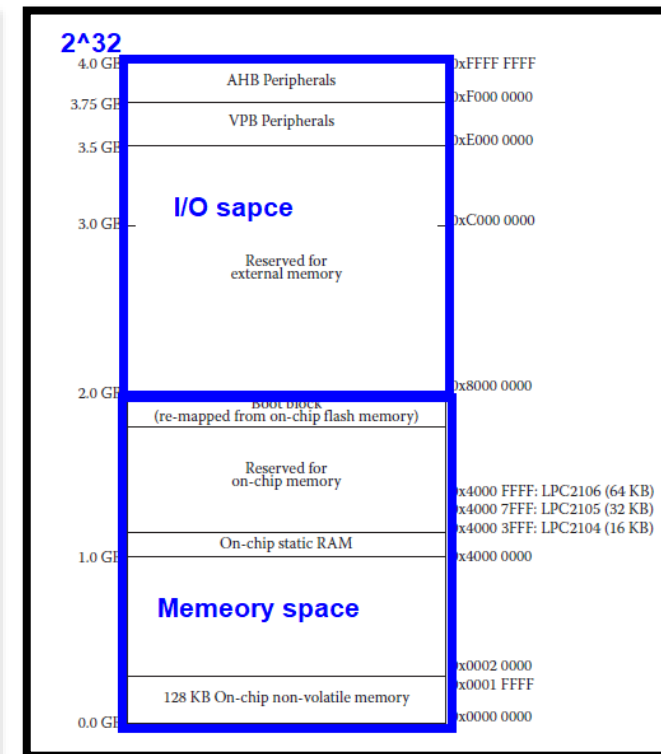 2^32
4.0 GB
0xFFFF FFFF
AHB Peripherals
3.75 GB
0xF000 0000
VPB Peripherals
3.5 GB
0xE000 0000
I/O sapce
3.0 GB
0xC000 0000
Reserved for
external memory
2.0 GB
0x8000 0000
Boot block
(re-mapped from on-chip flash memory)
Reserved for
on-chip memory
0x4000 FFFF: LPC2106 (64 KB)
0x4000 7FFF: LPC2105 (32 KB)
0x4000 3FFF: LPC2104 (16 KB)
On-chip static RAM
1.0 GB
0x4000 0000
Memeory space
0x0002 0000
0x0001 FFFF
128 KB On-chip non-volatile memory
0.0 GB
0x0000 0000